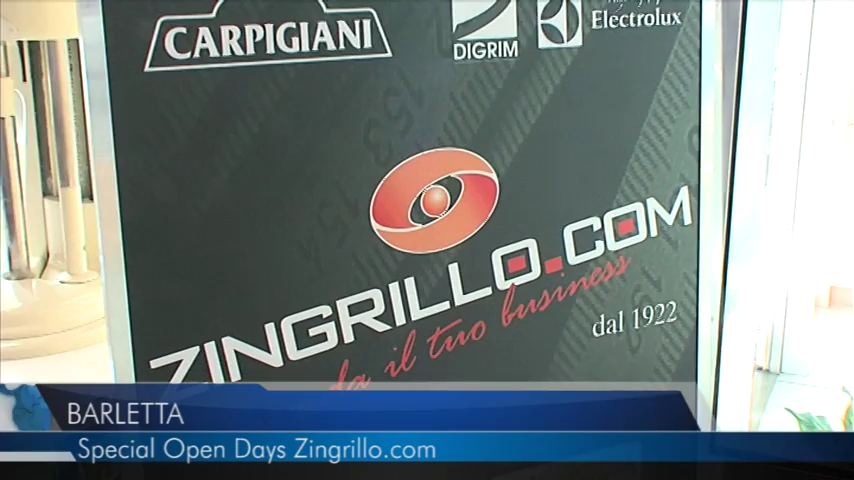 CARPIGIANI
DIGRIM
Electrolux
ZINGRILLO.COM
da il tuo business
dal 1922
BARLETTA
Special Open Days Zingrillo.com